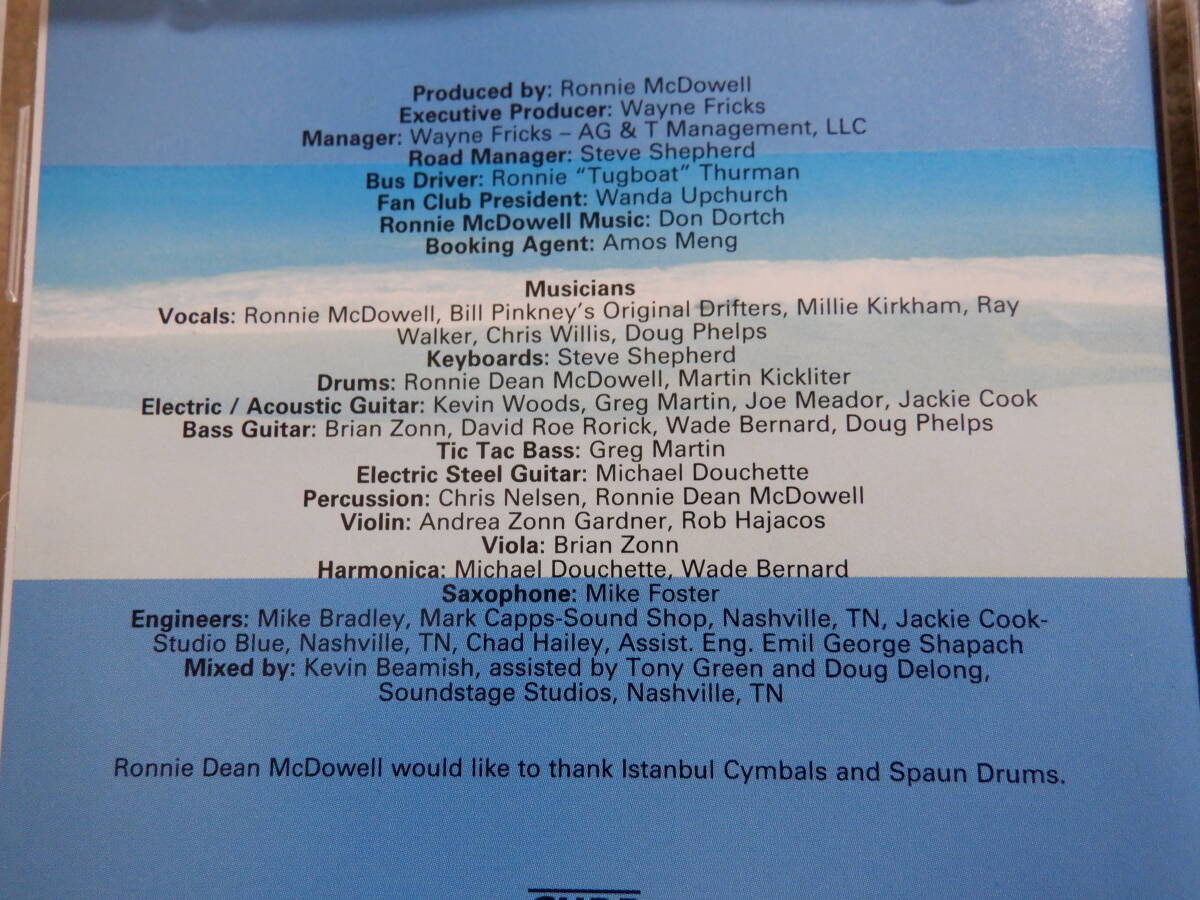 Produced by: Ronnie McDowell
Executive Producer: Wayne Fricks
Manager: Wayne Fricks – AG & T Management, LLC
Road Manager: Steve Shepherd
Bus Driver: Ronnie “Tugboat” Thurman
Fan Club President: Wanda Upchurch
Ronnie McDowell Music: Don Dortch
Booking Agent: Amos Meng
Musicians
Vocals: Ronnie McDowell, Bill Pinkney’s Original Drifters, Millie Kirkham, Ray
Walker, Chris Willis, Doug Phelps
Keyboards: Steve Shepherd
Drums: Ronnie Dean McDowell, Martin Kickliter
Electric / Acoustic Guitar: Kevin Woods, Greg Martin, Joe Meador, Jackie Cook
Bass Guitar: Brian Zonn, David Roe Rorick, Wade Bernard, Doug Phelps
Tic Tac Bass: Greg Martin
Electric Steel Guitar: Michael Douchette
Percussion: Chris Nelsen, Ronnie Dean McDowell
Violin: Andrea Zonn Gardner, Rob Hajacos
Viola: Brian Zonn
Harmonica: Michael Douchette, Wade Bernard
Saxophone: Mike Foster
Engineers: Mike Bradley, Mark Capps-Sound Shop, Nashville, TN, Jackie Cook-
Studio Blue, Nashville, TN, Chad Hailey, Assist. Eng. Emil George Shapach
Mixed by: Kevin Beamish, assisted by Tony Green and Doug Delong,
Soundstage Studios, Nashville, TN
Ronnie Dean McDowell would like to thank Istanbul Cymbals and Spaun Drums.